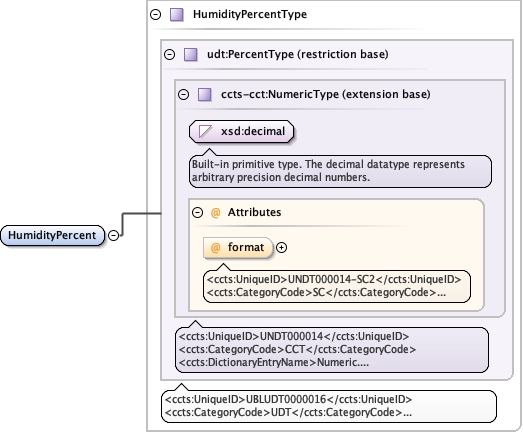 HumidityPercentType
udt:PercentType (restriction base)
ccts-cct:NumericType (extension base)
xsd:decimal
Built-in primitive type. The decimal datatype represents
arbitrary precision decimal numbers.
@ Attributes
@ format
<ccts:UniqueID>UNDT000014-SC2</ccts:UniqueID>
<ccts:CategoryCode>SC</ccts:CategoryCode>...
HumidityPercent
<ccts:UniqueID>UNDT000014</ccts:UniqueID>
<ccts:CategoryCode>CCT</ccts:CategoryCode>
<ccts:DictionaryEntryName>Numeric....
<ccts:UniqueID>UBLUDT0000016</ccts:UniqueID>
<ccts:CategoryCode>UDT</ccts:CategoryCode>...